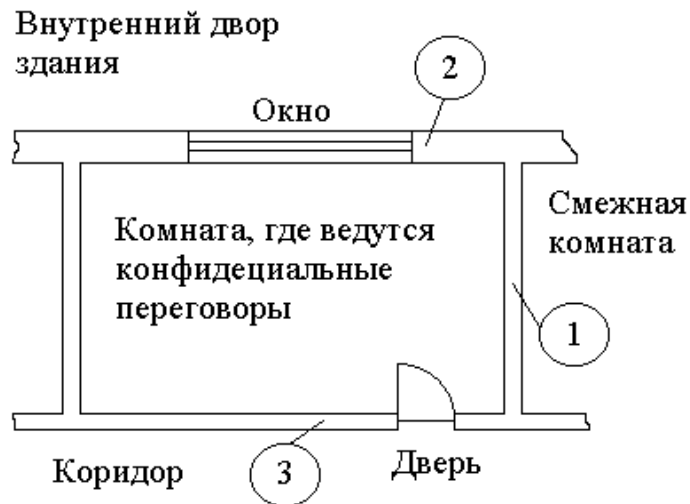 Внутренний двор
здания
2
Окно
Комната, где ведутся
конфидециальные
переговоры
Смежная
комната
1
Коридор
3
Дверь